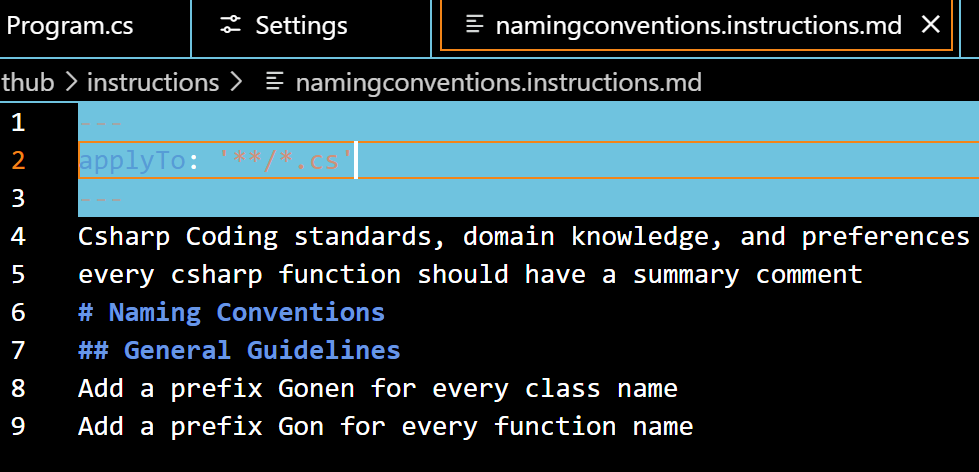 Program.cs Settings namingconventions.instructions.md
thub > instructions > namingconventions.instructions.md
1 ---
2 applyTo: '**/*.cs'
3 ---
4 Csharp Coding standards, domain knowledge, and preferences
5 every csharp function should have a summary comment
6 # Naming Conventions
7 ## General Guidelines
8 Add a prefix Gonen for every class name
9 Add a prefix Gon for every function name